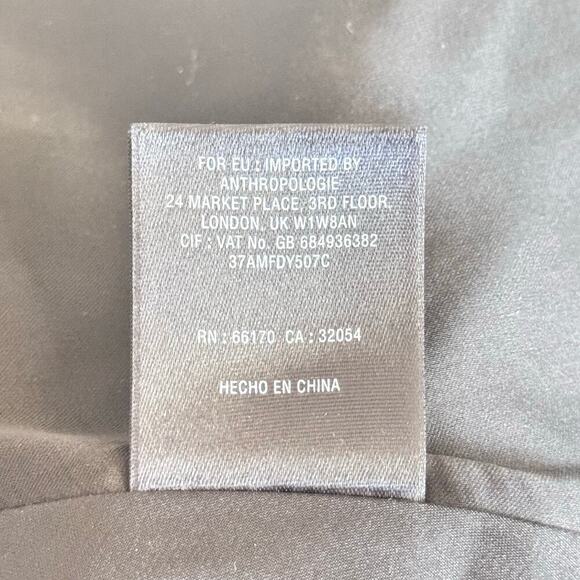 FOR EU : IMPORTED BY
ANTHROPOLOGIE
24 MARKET PLACE, 3RD FLOOR,
LONDON, UK W1W8AN
CIF : VAT No. GB 684936382
37AMFDY507C
RN : 66170 CA : 32054
HECHO EN CHINA